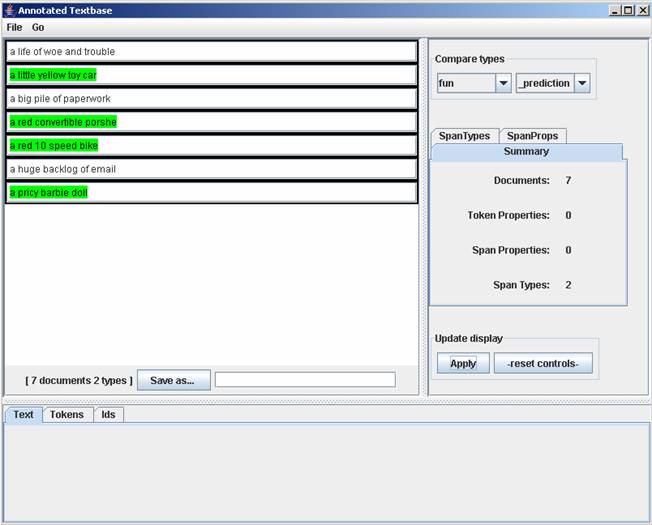 Annotated Textbase
File Go
a life of woe and trouble
a little yellow toy car
a big pile of paperwork
a red convertible porshe
a red 10 speed bike
a huge backlog of email
a pricy barbie doll
[ 7 documents 2 types ] Save as...
Compare types
fun _prediction
SpanTypes SpanProps
Summary
Documents: 7
Token Properties: 0
Span Properties: 0
Span Types: 2
Update display
Apply -reset controls-
Text Tokens Ids